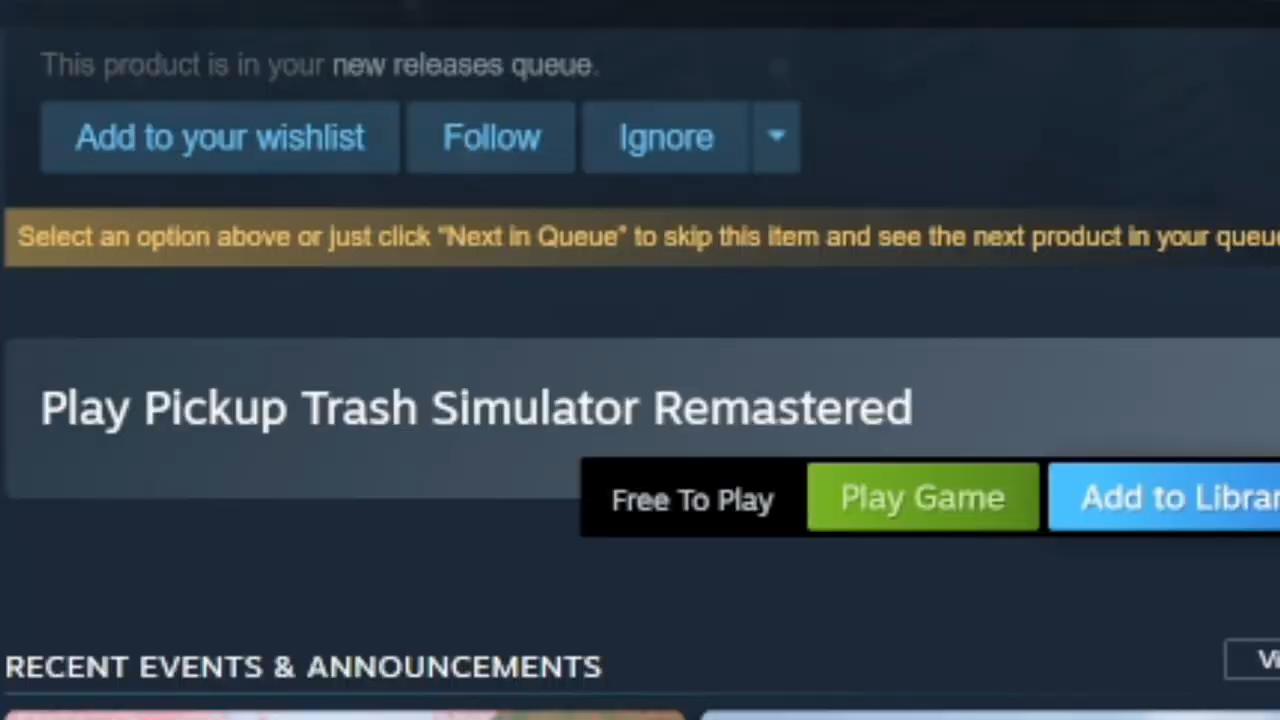 This product is in your new releases queue.
Add to your wishlist Follow Ignore
Select an option above or just click "Next in Queue" to skip this item and see the next product in your queue
Play Pickup Trash Simulator Remastered
Free To Play Play Game Add to Librar
RECENT EVENTS & ANNOUNCEMENTS Vi